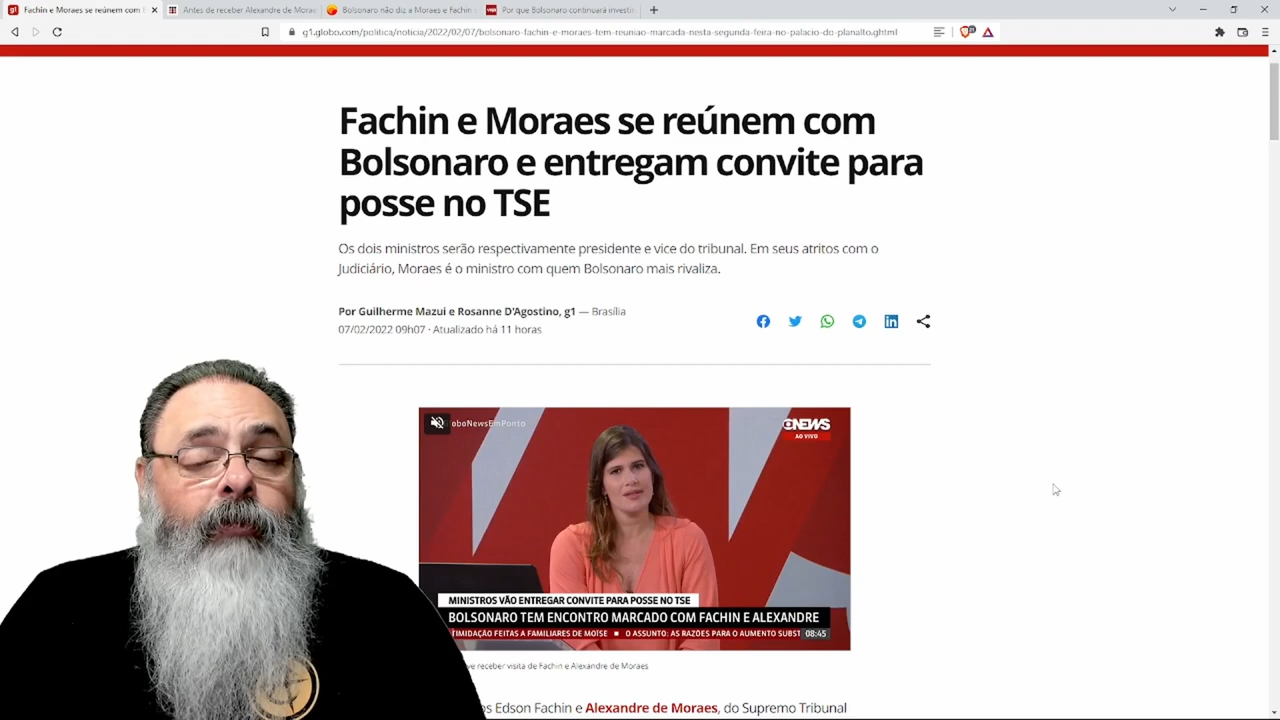 g1 Fachin e Moraes se reúnem com
Antes de receber Alexandre de Morae
Bolsonaro não diz a Moraes e Fachin
Por que Bolsonaro continuará investi
g1.globo.com/politica/noticia/2022/02/07/bolsonaro-fachin-e-moraes-tem-reuniao-marcada-nesta-segunda-feira-no-palacio-do-planalto.ghtml
Fachin e Moraes se reúnem com
Bolsonaro e entregam convite para
posse no TSE
Os dois ministros serão respectivamente presidente e vice do tribunal. Em seus atritos com o
Judiciário, Moraes é o ministro com quem Bolsonaro mais rivaliza.
Por Guilherme Mazui e Rosanne D'Agostino, g1 — Brasília
07/02/2022 09h07 · Atualizado há 11 horas
oboNewsEmPonto
NEWS
AO VIVO
MINISTROS VÃO ENTREGAR CONVITE PARA POSSE NO TSE
BOLSONARO TEM ENCONTRO MARCADO COM FACHIN E ALEXANDRE
TIMIDAÇÃO FEITAS A FAMILIARES DE MOÏSE ■ O ASSUNTO: AS RAZÕES PARA O AUMENTO SUBST 08:45
ve receber visita de Fachin e Alexandre de Moraes
os Edson Fachin e Alexandre de Moraes, do Supremo Tribunal